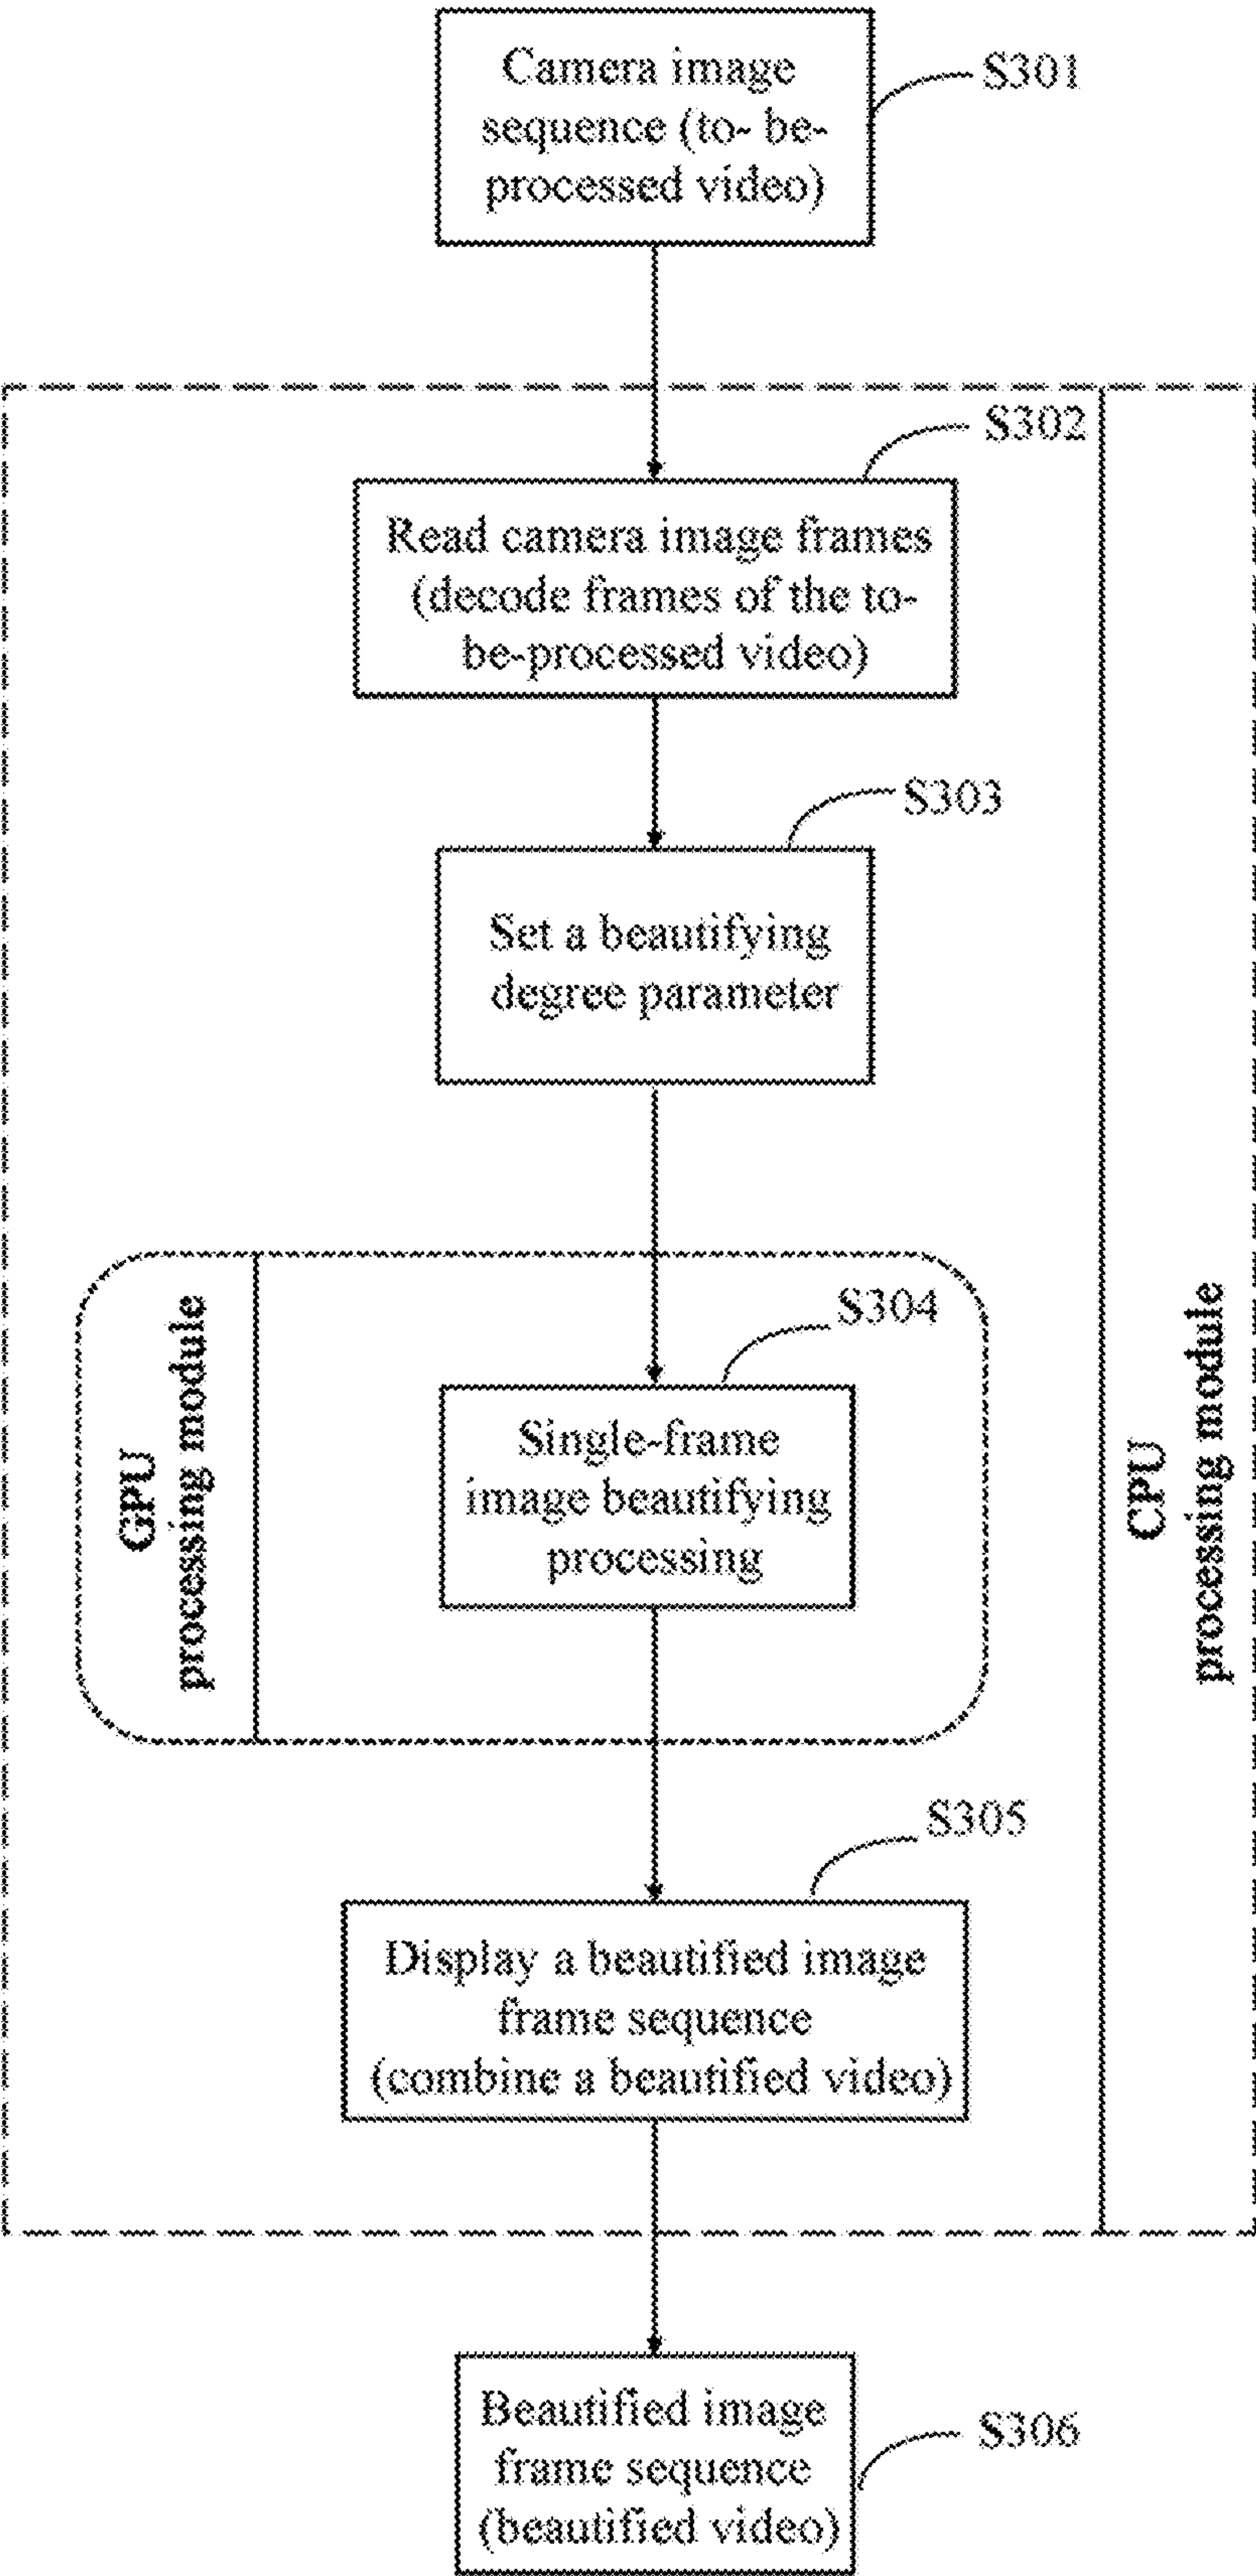 Camera image
sequence (to- be-
processed video)
S301
S302
Read camera image frames
(decode frames of the to-
be-processed video)
S303
Set a beautifying
degree parameter
S304
GPU
processing module
Single-frame
image beautifying
processing
CPU
processing module
S305
Display a beautified image
frame sequence
(combine a beautified video)
Beautified image
frame sequence
(beautified video)
S306